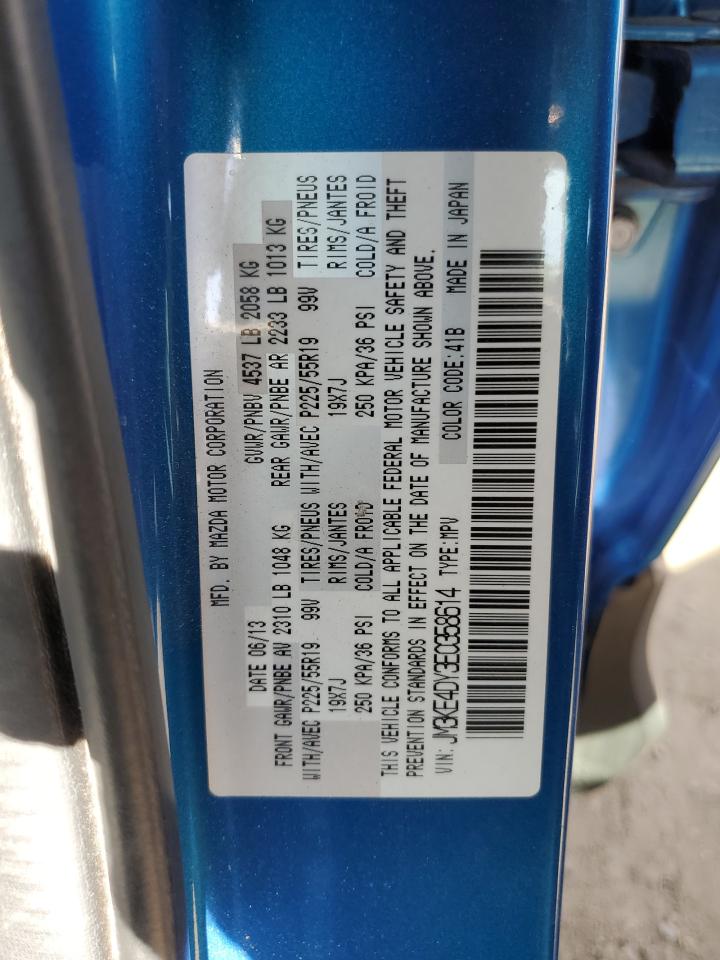 MFD. BY MAZDA MOTOR CORPORATION
DATE 06/13 GVWR/PNBV 4537 LB 2058 KG
FRONT GAWR/PNBE AV 2310 LB 1048 KG REAR GAWR/PNBE AR 2233 LB 1013 KG
WITH/AVEC P225/55R19 99V TIRES/PNEUS WITH/AVEC P225/55R19 99V TIRES/PNEUS
19X7J RIMS/JANTES 19X7J RIMS/JANTES
250 KPA/36 PSI COLD/A FROID 250 KPA/36 PSI COLD/A FROID
THIS VEHICLE CONFORMS TO ALL APPLICABLE FEDERAL MOTOR VEHICLE SAFETY AND THEFT
PREVENTION STANDARDS IN EFFECT ON THE DATE OF MANUFACTURE SHOWN ABOVE.
VIN: JM3KE4DY3E0358614 TYPE:MPV COLOR CODE:41B MADE IN JAPAN